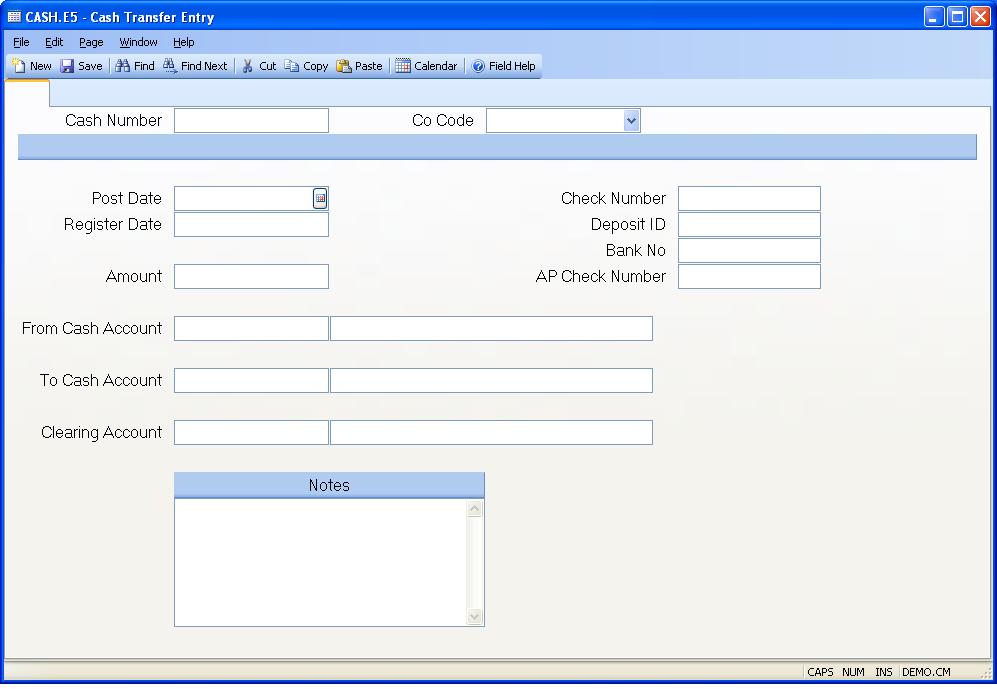 CASH.E5 - Cash Transfer Entry
File Edit Page Window Help
New Save Find Find Next Cut Copy Paste Calendar Field Help
Cash Number Co Code
Post Date Check Number
Register Date Deposit ID
Bank No
Amount AP Check Number
From Cash Account
To Cash Account
Clearing Account
Notes
CAPS NUM INS DEMO.CM